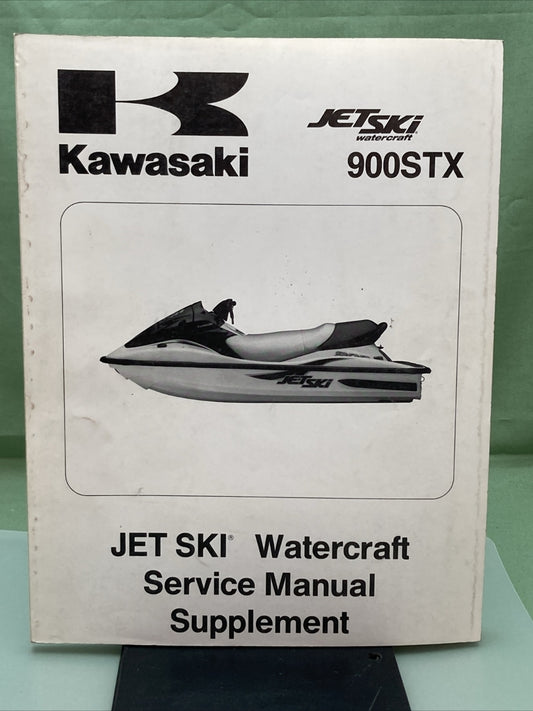 Kawasaki
JET SKI
watercraft
900STX
JET SKI
JET SKI® Watercraft
Service Manual
Supplement